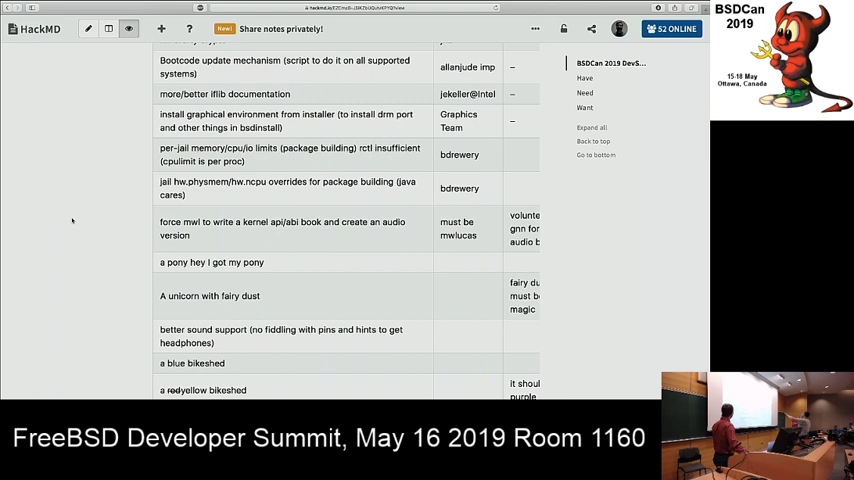 HackMD
New!
Share notes privately!
52 ONLINE
BSDCan
2019
15-18 May
Ottawa, Canada
Bootcode update mechanism (script to do it on all supported
systems)
allanjude imp
–
more/better iflib documentation
jekeller@Intel
–
install graphical environment from installer (to install drm port
and other things in bsdinstall)
Graphics
Team
–
per-jail memory/cpu/io limits (package building) rctl insufficient
(cpulimit is per proc)
bdrewery
jail hw.physmem/hw.ncpu overrides for package building (java
cares)
bdrewery
force mwl to write a kernel api/abi book and create an audio
version
must be
mwlucas
volunte
gnn for
audio b
a pony hey I got my pony
A unicorn with fairy dust
fairy du
must be
magic
better sound support (no fiddling with pins and hints to get
headphones)
a blue bikeshed
a redyellow bikeshed
it shoul
purple
BSDCan 2019 DevS...
Have
Need
Want
Expand all
Back to top
Go to bottom
FreeBSD Developer Summit, May 16 2019 Room 1160